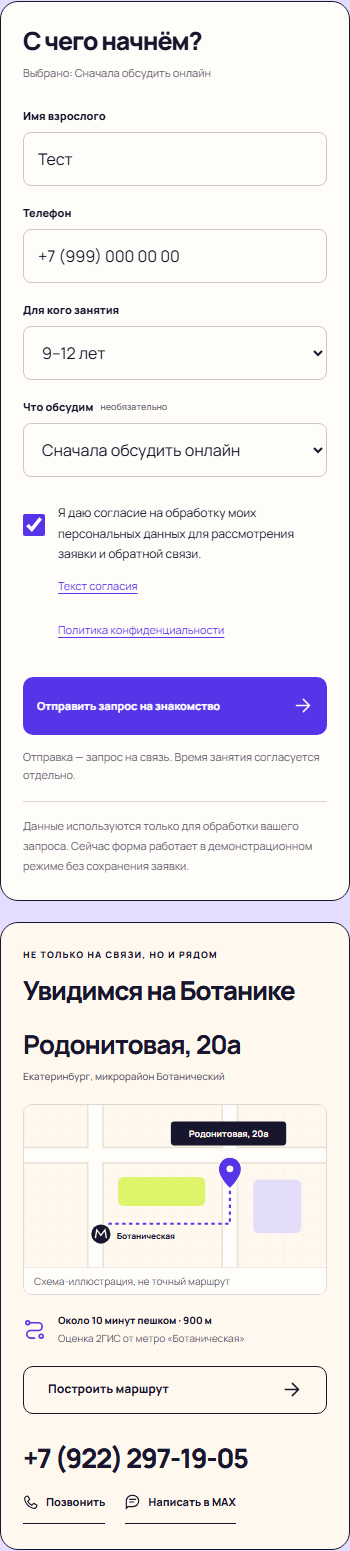 С чего начнём?
Выбрано: Сначала обсудить онлайн
Имя взрослого
Тест
Телефон
+7 (999) 000 00 00
Для кого занятия
9–12 лет
Что обсудим необязательно
Сначала обсудить онлайн
Я даю согласие на обработку моих
персональных данных для рассмотрения
заявки и обратной связи.
Текст согласия
Политика конфиденциальности
Отправить запрос на знакомство
Отправка — запрос на связь. Время занятия согласуется
отдельно.
Данные используются только для обработки вашего
запроса. Сейчас форма работает в демонстрационном
режиме без сохранения заявки.
НЕ ТОЛЬКО НА СВЯЗИ, НО И РЯДОМ
Увидимся на Ботанике
Родонитовая, 20а
Екатеринбург, микрорайон Ботанический
Родонитовая, 20а
М Ботаническая
Схема-иллюстрация, не точный маршрут
Около 10 минут пешком · 900 м
Оценка 2ГИС от метро «Ботаническая»
Построить маршрут
+7 (922) 297-19-05
Позвонить Написать в MAX